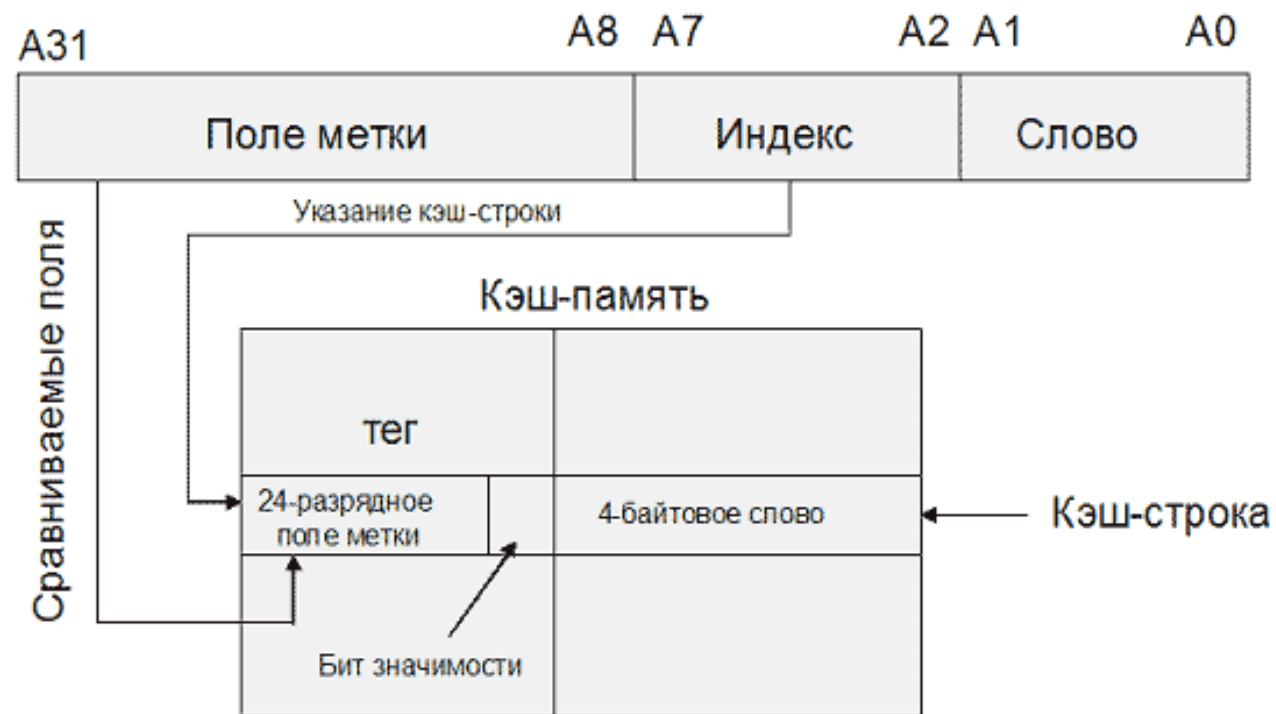 A31 A8 A7 A2 A1 A0
Поле метки Индекс Слово
Указание кэш-строки
Сравниваемые поля
Кэш-память
тег
24-разрядное
поле метки
4-байтовое слово
Кэш-строка
Бит значимости